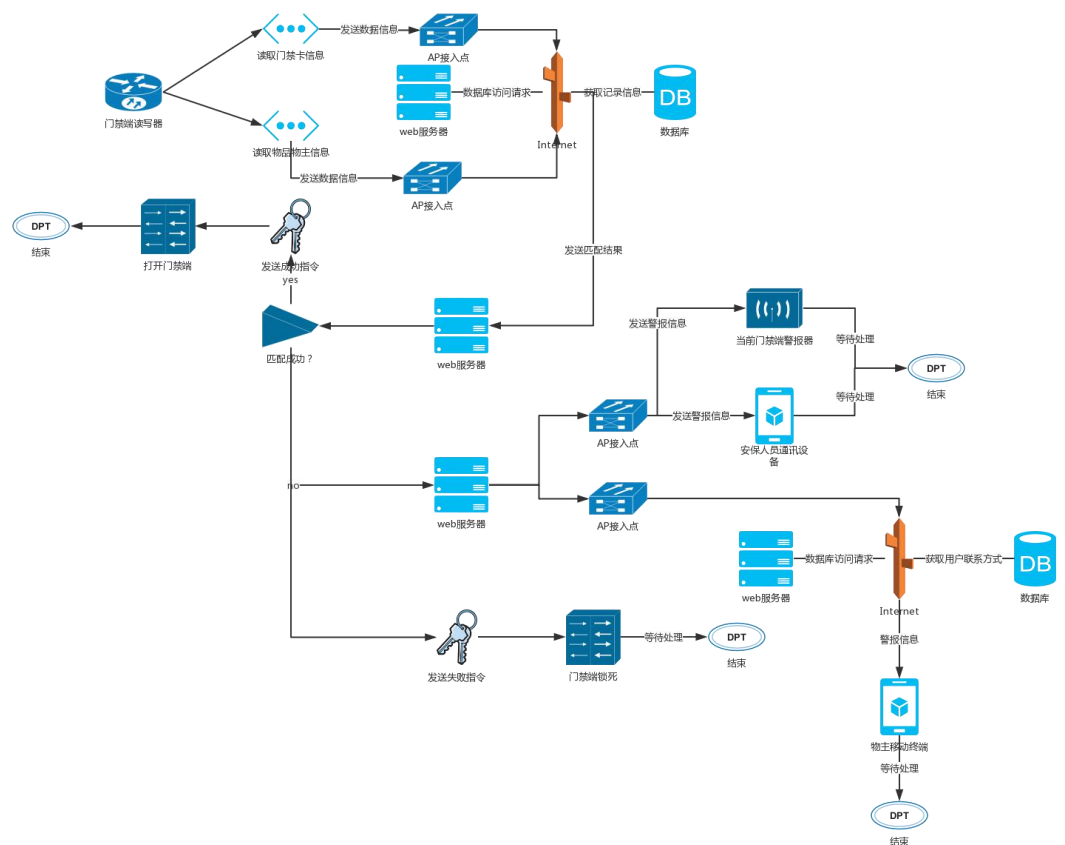 发送数据信息
读取门禁卡信息
AP接入点
门禁端读写器
数据库访问请求
获取记录信息
DB
web服务器
数据库
Internet
读取物品物主信息
发送数据信息
AP接入点
DPT
结束
打开门禁端
发送成功指令
yes
发送匹配结果
匹配成功？
web服务器
发送警报信息
当前门禁端警报器
等待处理
DPT
结束
等待处理
发送警报信息
AP接入点
安保人员通讯设
备
no
web服务器
AP接入点
数据库访问请求
获取用户联系方式
DB
web服务器
数据库
Internet
警报信息
发送失败指令
门禁端锁死
等待处理
DPT
结束
物主移动终端
等待处理
DPT
结束